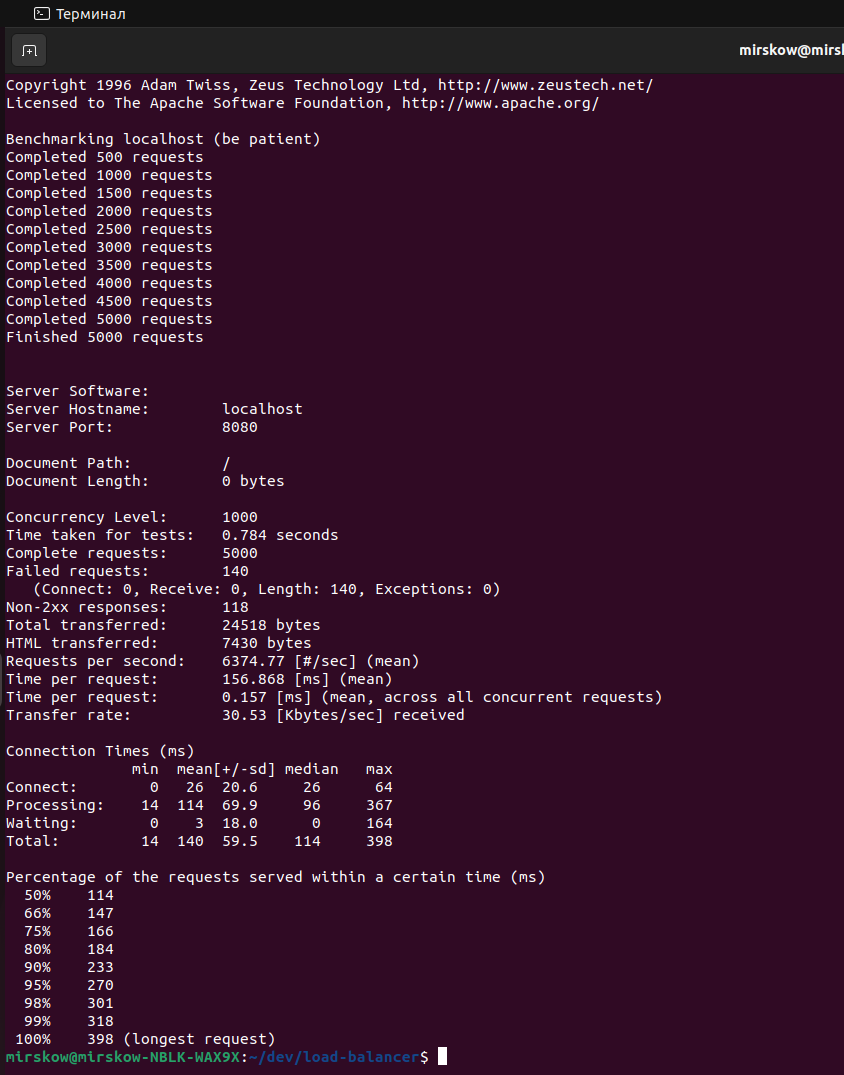 Терминал
mirskow@mirs
Copyright 1996 Adam Twiss, Zeus Technology Ltd, http://www.zeustech.net/
Licensed to The Apache Software Foundation, http://www.apache.org/
Benchmarking localhost (be patient)
Completed 500 requests
Completed 1000 requests
Completed 1500 requests
Completed 2000 requests
Completed 2500 requests
Completed 3000 requests
Completed 3500 requests
Completed 4000 requests
Completed 4500 requests
Completed 5000 requests
Finished 5000 requests
Server Software:
Server Hostname:        localhost
Server Port:            8080
Document Path:          /
Document Length:        0 bytes
Concurrency Level:      1000
Time taken for tests:   0.784 seconds
Complete requests:      5000
Failed requests:        140
   (Connect: 0, Receive: 0, Length: 140, Exceptions: 0)
Non-2xx responses:      118
Total transferred:      24518 bytes
HTML transferred:       7430 bytes
Requests per second:    6374.77 [#/sec] (mean)
Time per request:       156.868 [ms] (mean)
Time per request:       0.157 [ms] (mean, across all concurrent requests)
Transfer rate:          30.53 [Kbytes/sec] received
Connection Times (ms)
              min  mean[+/-sd] median   max
Connect:        0   26  20.6     26      64
Processing:    14  114  69.9     96     367
Waiting:        0    3  18.0      0     164
Total:         14  140  59.5    114     398
Percentage of the requests served within a certain time (ms)
  50%    114
  66%    147
  75%    166
  80%    184
  90%    233
  95%    270
  98%    301
  99%    318
 100%    398 (longest request)
mirskow@mirskow-NBLK-WAX9X:~/dev/load-balancer$